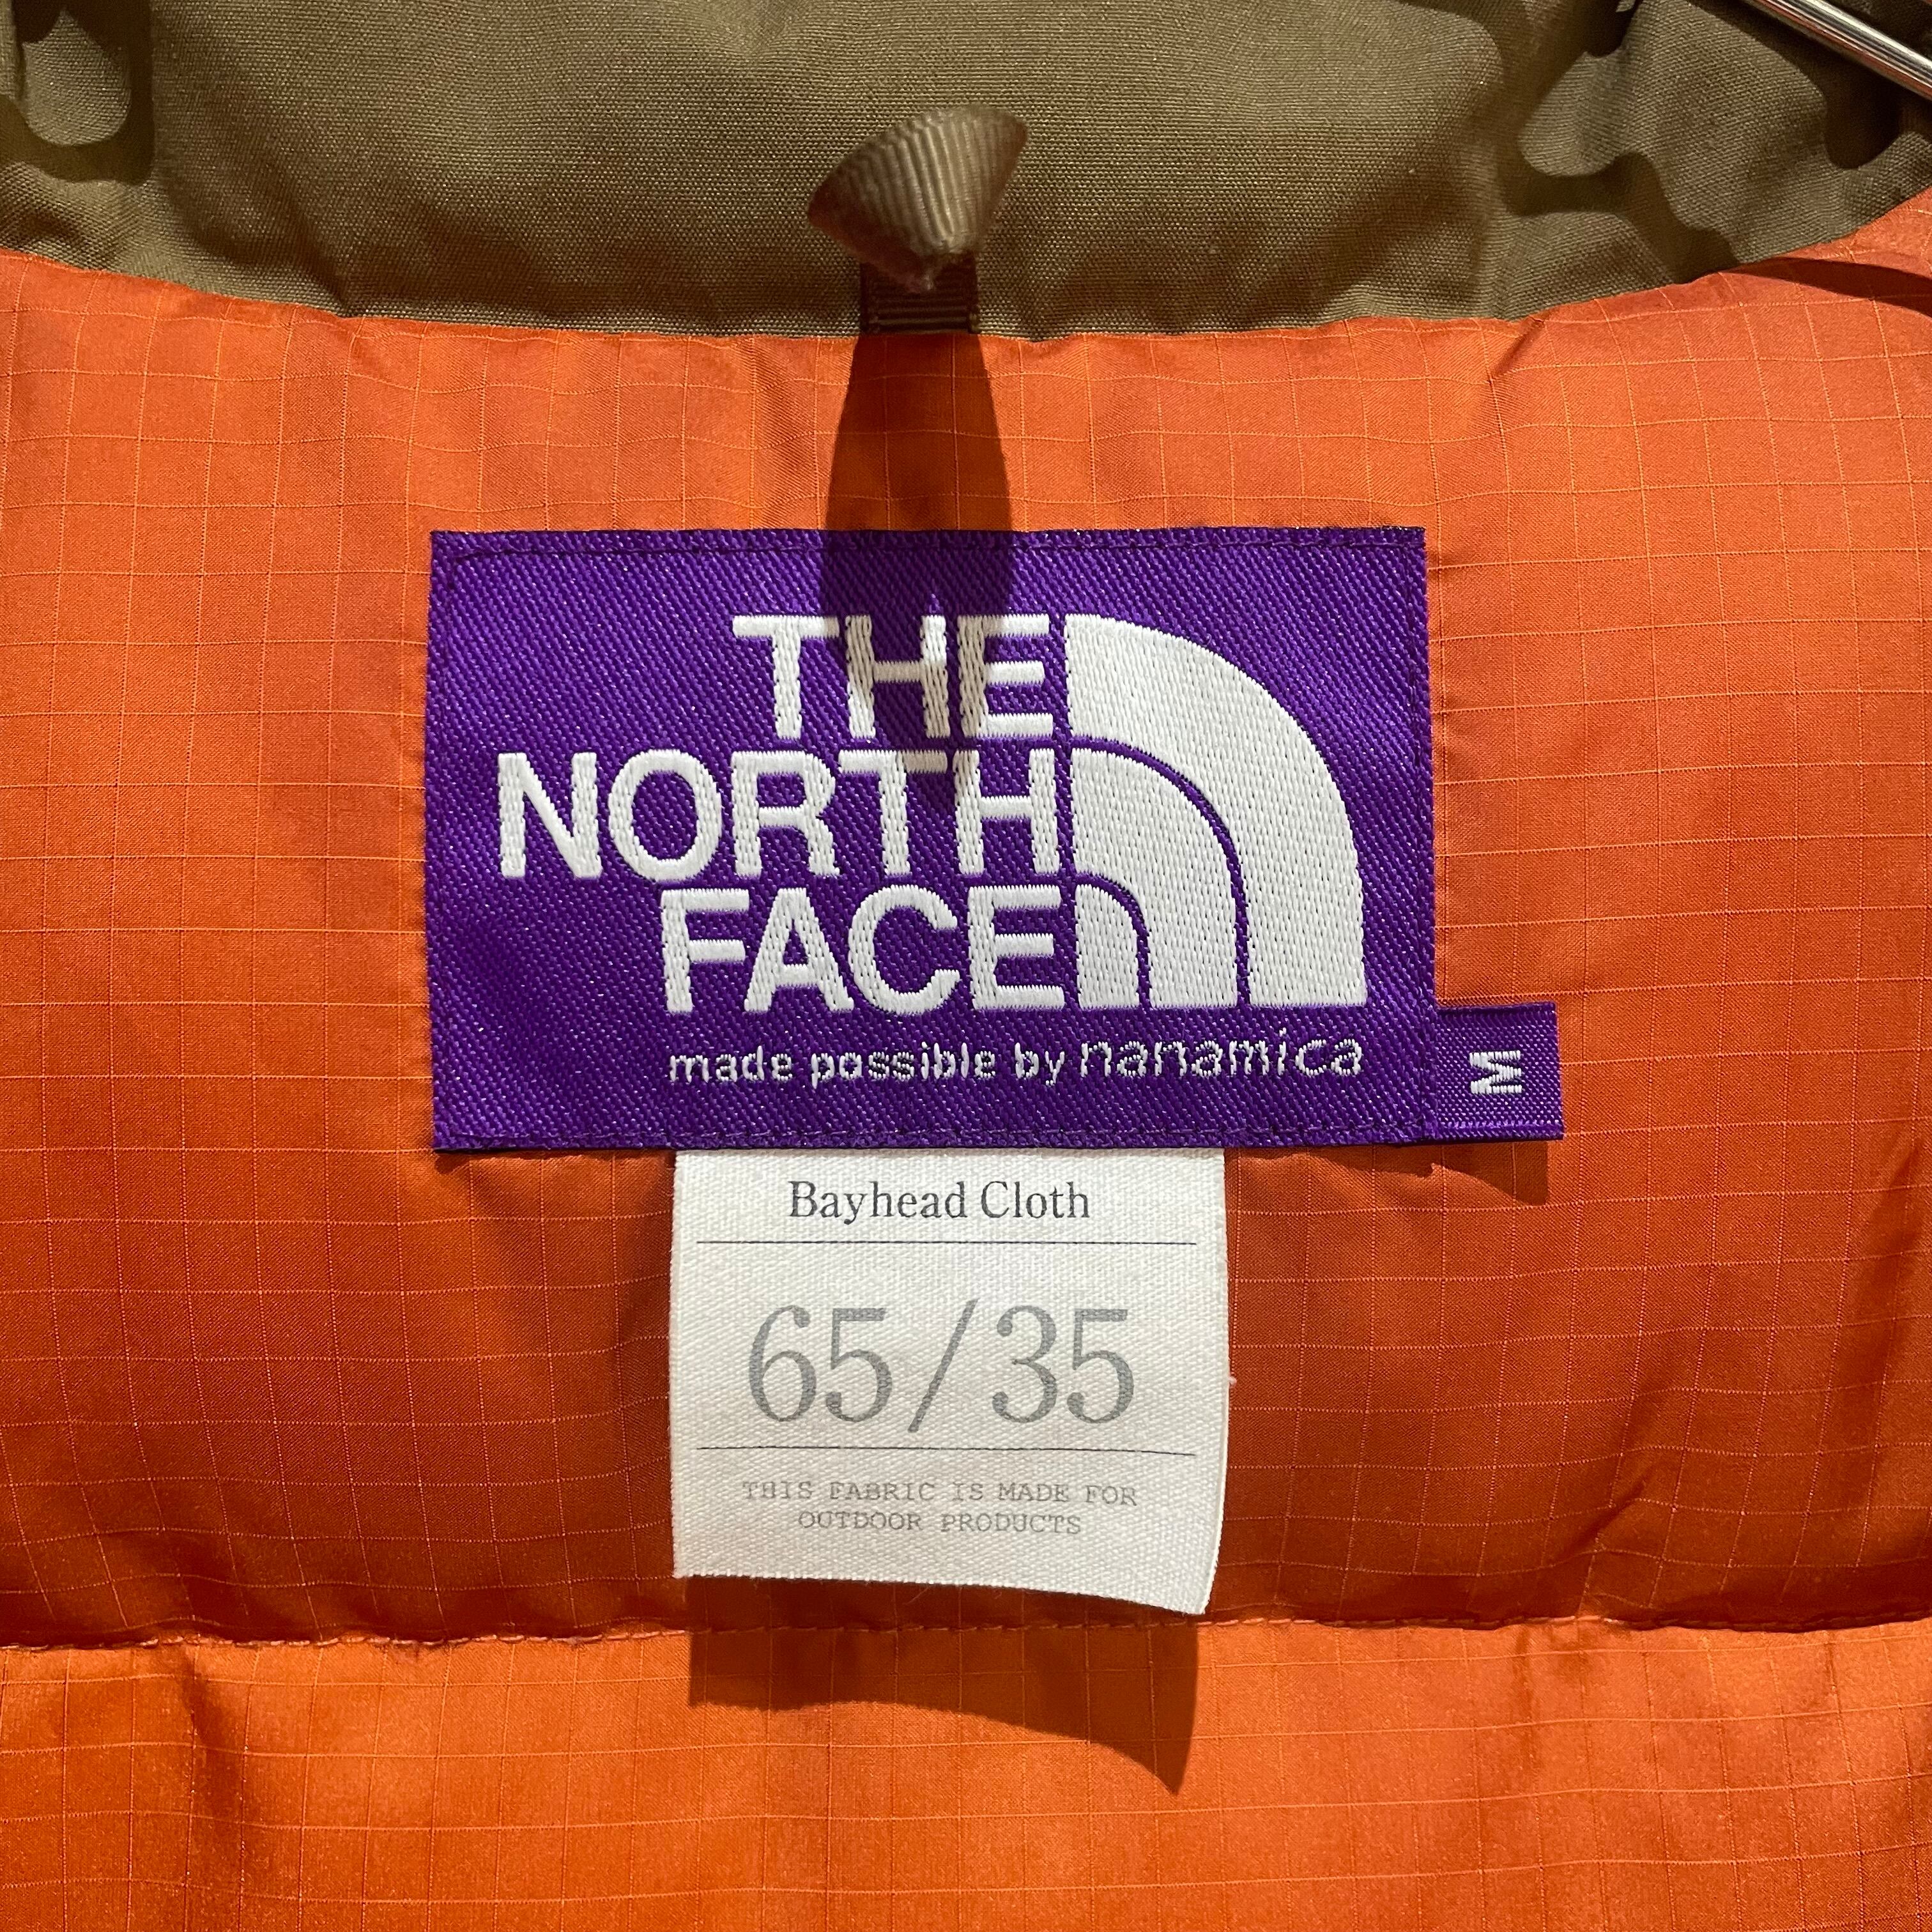 THE
NORTH
FACE
made possible by nanamica
M
Bayhead Cloth
65/35
THIS FABRIC IS MADE FOR
OUTDOOR PRODUCTS